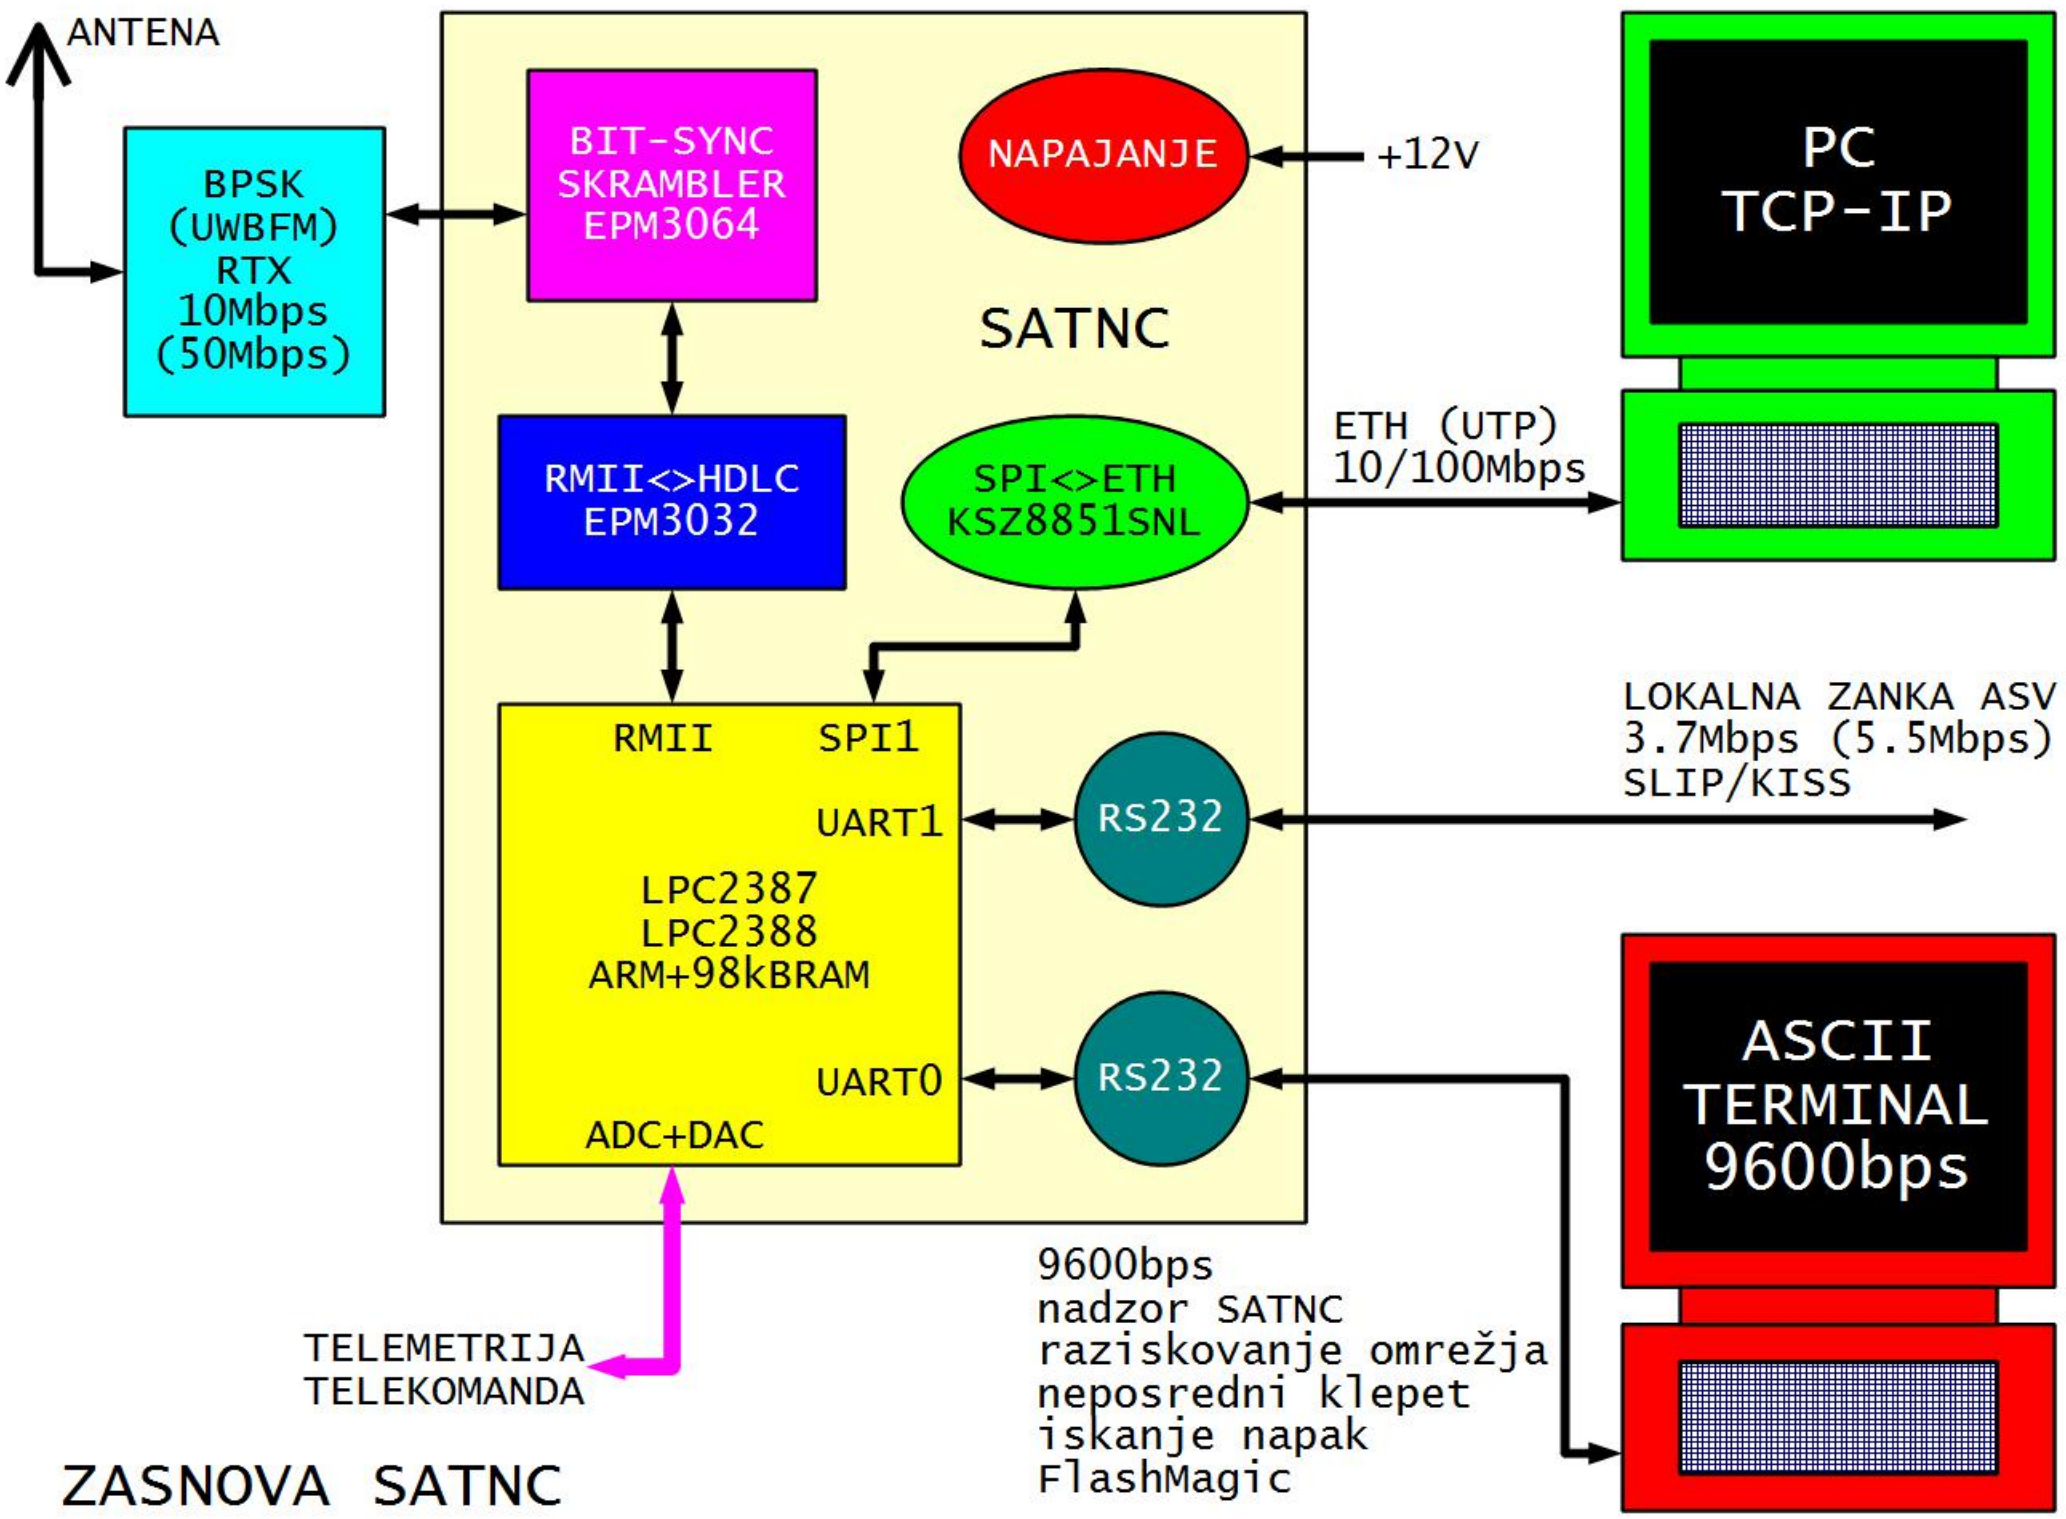 ANTENA
BPSK
(UWBFM)
RTX
10Mbps
(50Mbps)
BIT-SYNC
SKRAMBLER
EPM3064
NAPAJANJE
+12V
PC
TCP-IP
SATNC
RMII<>HDLC
EPM3032
SPI<>ETH
KSZ8851SNL
ETH (UTP)
10/100Mbps
RMII
SPI1
UART1
LPC2387
LPC2388
ARM+98kBRAM
UART0
ADC+DAC
RS232
LOKALNA ZANKA ASV
3.7Mbps (5.5Mbps)
SLIP/KISS
RS232
ASCII
TERMINAL
9600bps
TELEMETRIJA
TELEKOMANDA
9600bps
nadzor SATNC
raziskovanje omrežja
neposredni klepet
iskanje napak
FlashMagic
ZASNOVA SATNC